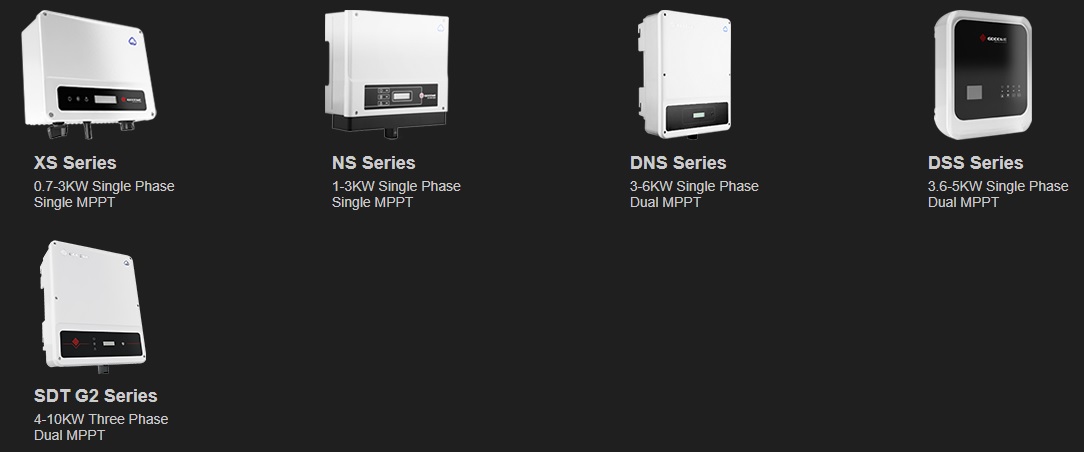 XS Series
0.7-3KW Single Phase
Single MPPT
NS Series
1-3KW Single Phase
Single MPPT
DNS Series
3-6KW Single Phase
Dual MPPT
DSS Series
3.6-5KW Single Phase
Dual MPPT
SDT G2 Series
4-10KW Three Phase
Dual MPPT